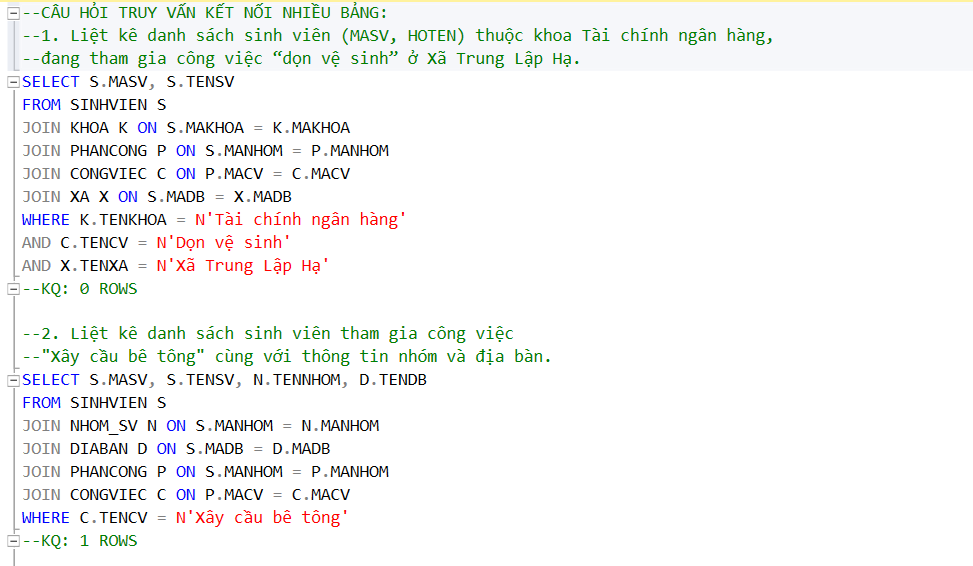 --CÂU HỎI TRUY VẤN KẾT NỐI NHIỀU BẢNG:
--1. Liệt kê danh sách sinh viên (MASV, HOTEN) thuộc khoa Tài chính ngân hàng,
--đang tham gia công việc “dọn vệ sinh” ở Xã Trung Lập Hạ.
SELECT S.MASV, S.TENSV
FROM SINHVIEN S
JOIN KHOA K ON S.MAKHOA = K.MAKHOA
JOIN PHANCONG P ON S.MANHOM = P.MANHOM
JOIN CONGVIEC C ON P.MACV = C.MACV
JOIN XA X ON S.MADB = X.MADB
WHERE K.TENKHOA = N'Tài chính ngân hàng'
AND C.TENCV = N'Dọn vệ sinh'
AND X.TENXA = N'Xã Trung Lập Hạ'
--KQ: 0 ROWS
--2. Liệt kê danh sách sinh viên tham gia công việc
--"Xây cầu bê tông" cùng với thông tin nhóm và địa bàn.
SELECT S.MASV, S.TENSV, N.TENNHOM, D.TENDB
FROM SINHVIEN S
JOIN NHOM_SV N ON S.MANHOM = N.MANHOM
JOIN DIABAN D ON S.MADB = D.MADB
JOIN PHANCONG P ON S.MANHOM = P.MANHOM
JOIN CONGVIEC C ON P.MACV = C.MACV
WHERE C.TENCV = N'Xây cầu bê tông'
--KQ: 1 ROWS